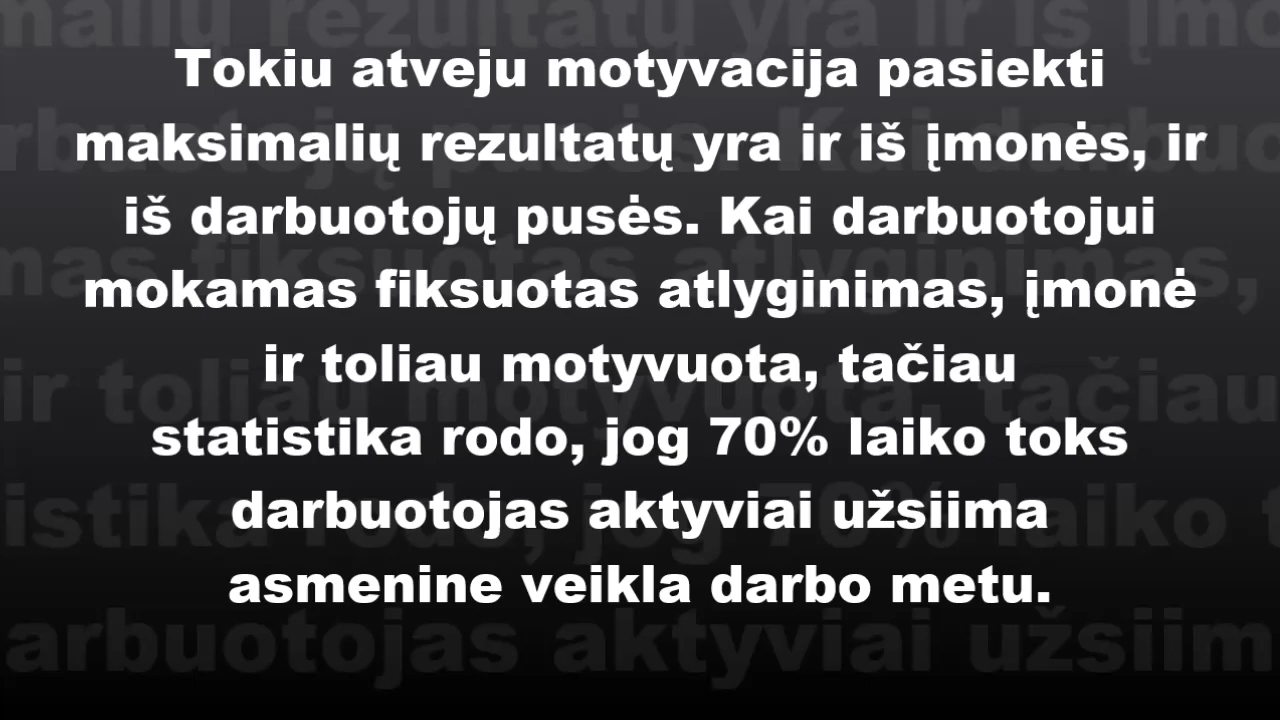 Tokiu atveju motyvacija pasiekti
maksimalių rezultatų yra ir iš įmonės, ir
iš darbuotojų pusės. Kai darbuotojui
mokamas fiksuotas atlyginimas, įmonė
ir toliau motyvuota, tačiau
statistika rodo, jog 70% laiko toks
darbuotojas aktyviai užsiima
asmenine veikla darbo metu.